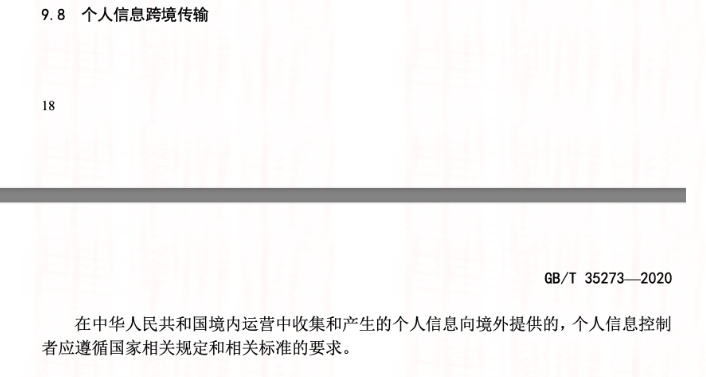 9.8 个人信息跨境传输
18
GB/T 35273—2020
在中华人民共和国境内运营中收集和产生的个人信息向境外提供的，个人信息控制
者应遵循国家相关规定和相关标准的要求。